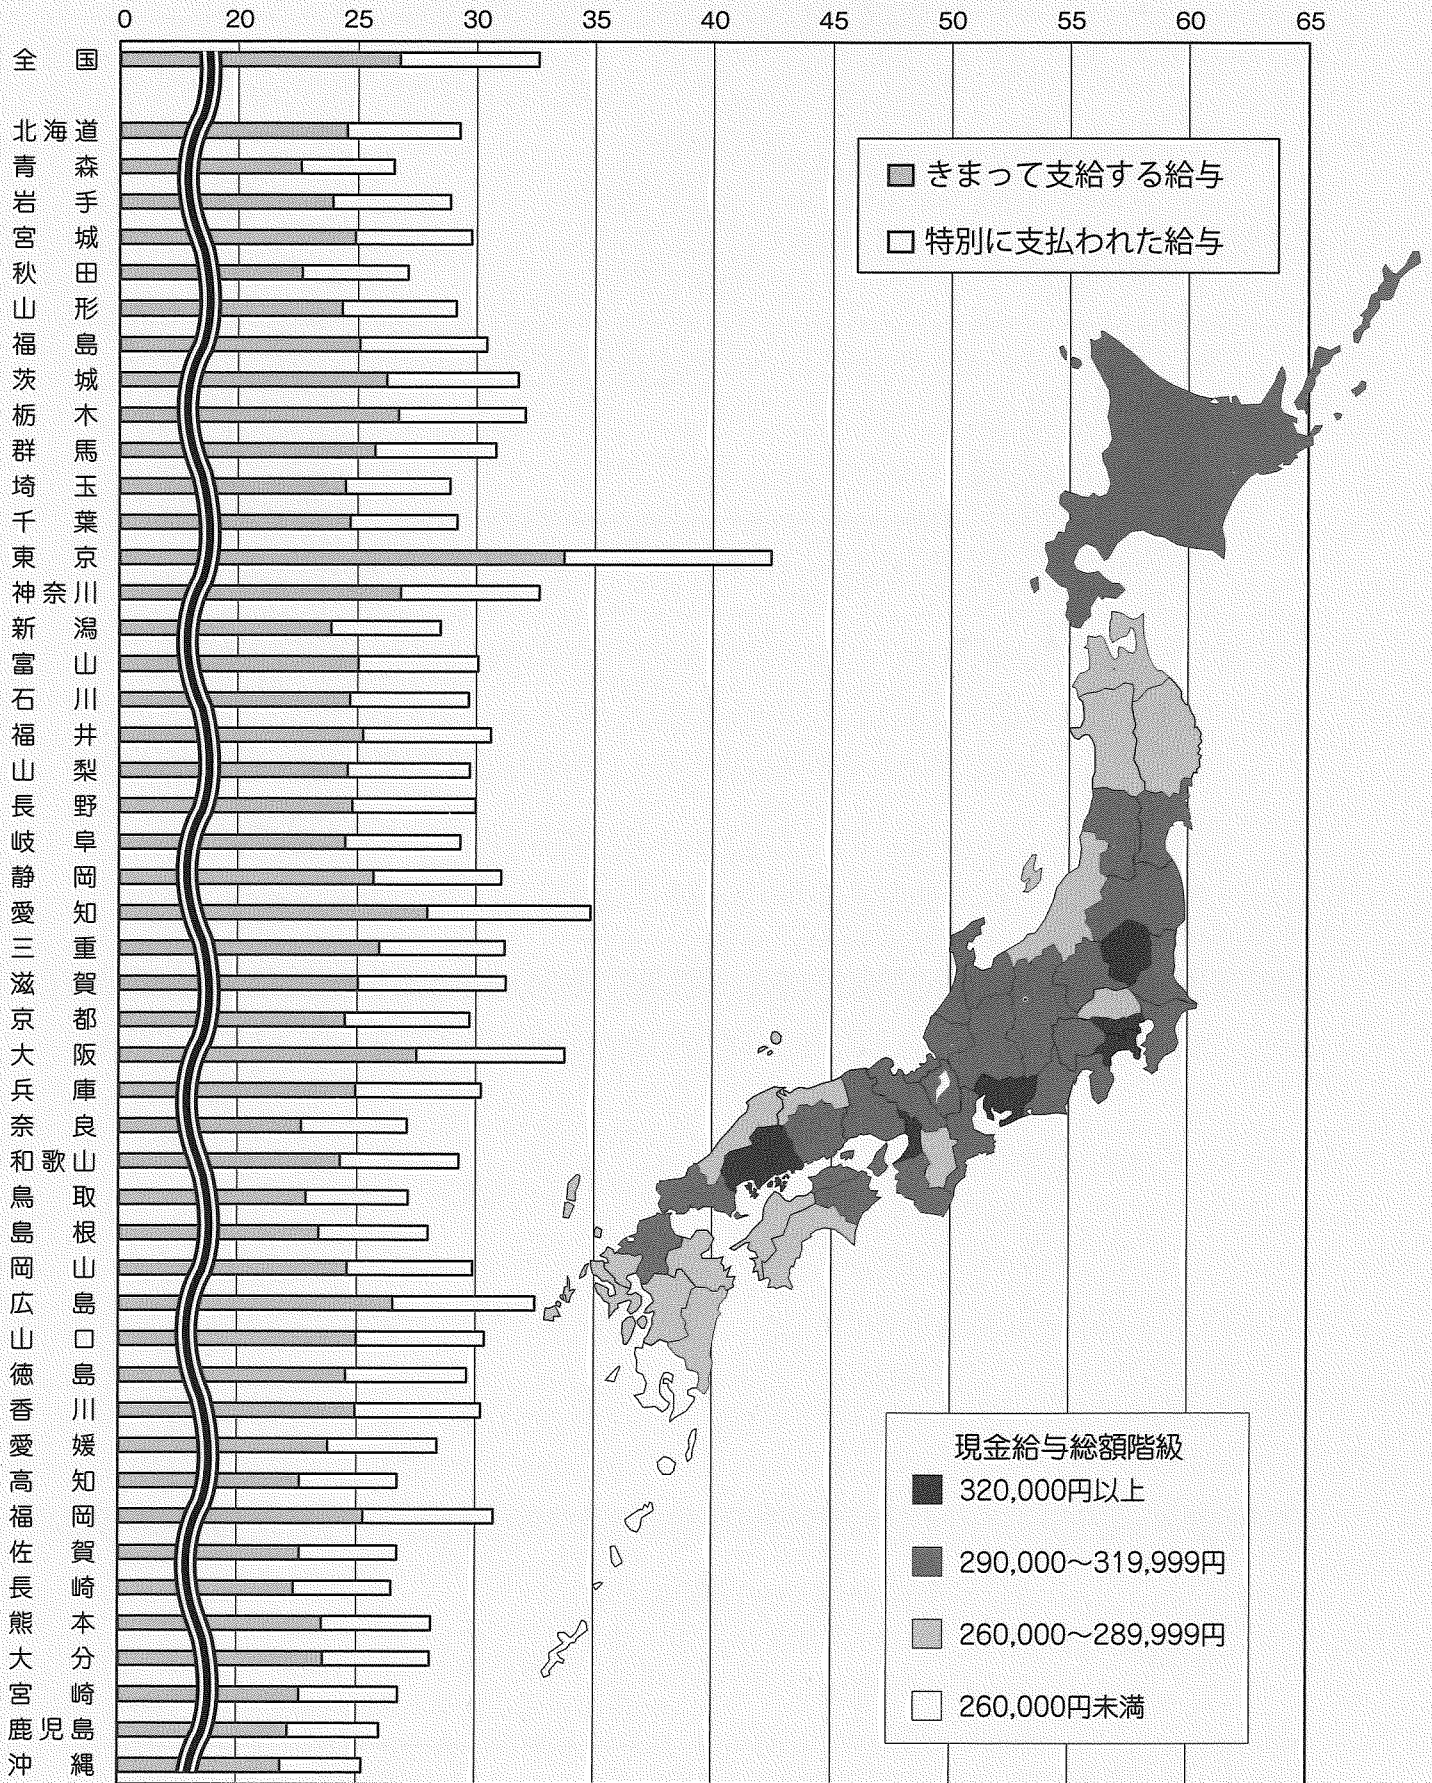 0 20 25 30 35 40 45 50 55 60 65
全国
北海道
青森
岩手
宮城
秋田
山形
福島
茨城
栃木
群馬
埼玉
千葉
東京
神奈川
新潟
富山
石川
福井
山梨
長野
岐阜
静岡
愛知
三重
滋賀
京都
大阪
兵庫
奈良
和歌山
鳥取
島根
岡山
広島
山口
徳島
香川
愛媛
高知
福岡
佐賀
長崎
熊本
大分
宮崎
鹿児島
沖縄
きまって支給する給与
特別に支払われた給与
現金給与総額階級
320,000円以上
290,000～319,999円
260,000～289,999円
260,000円未満